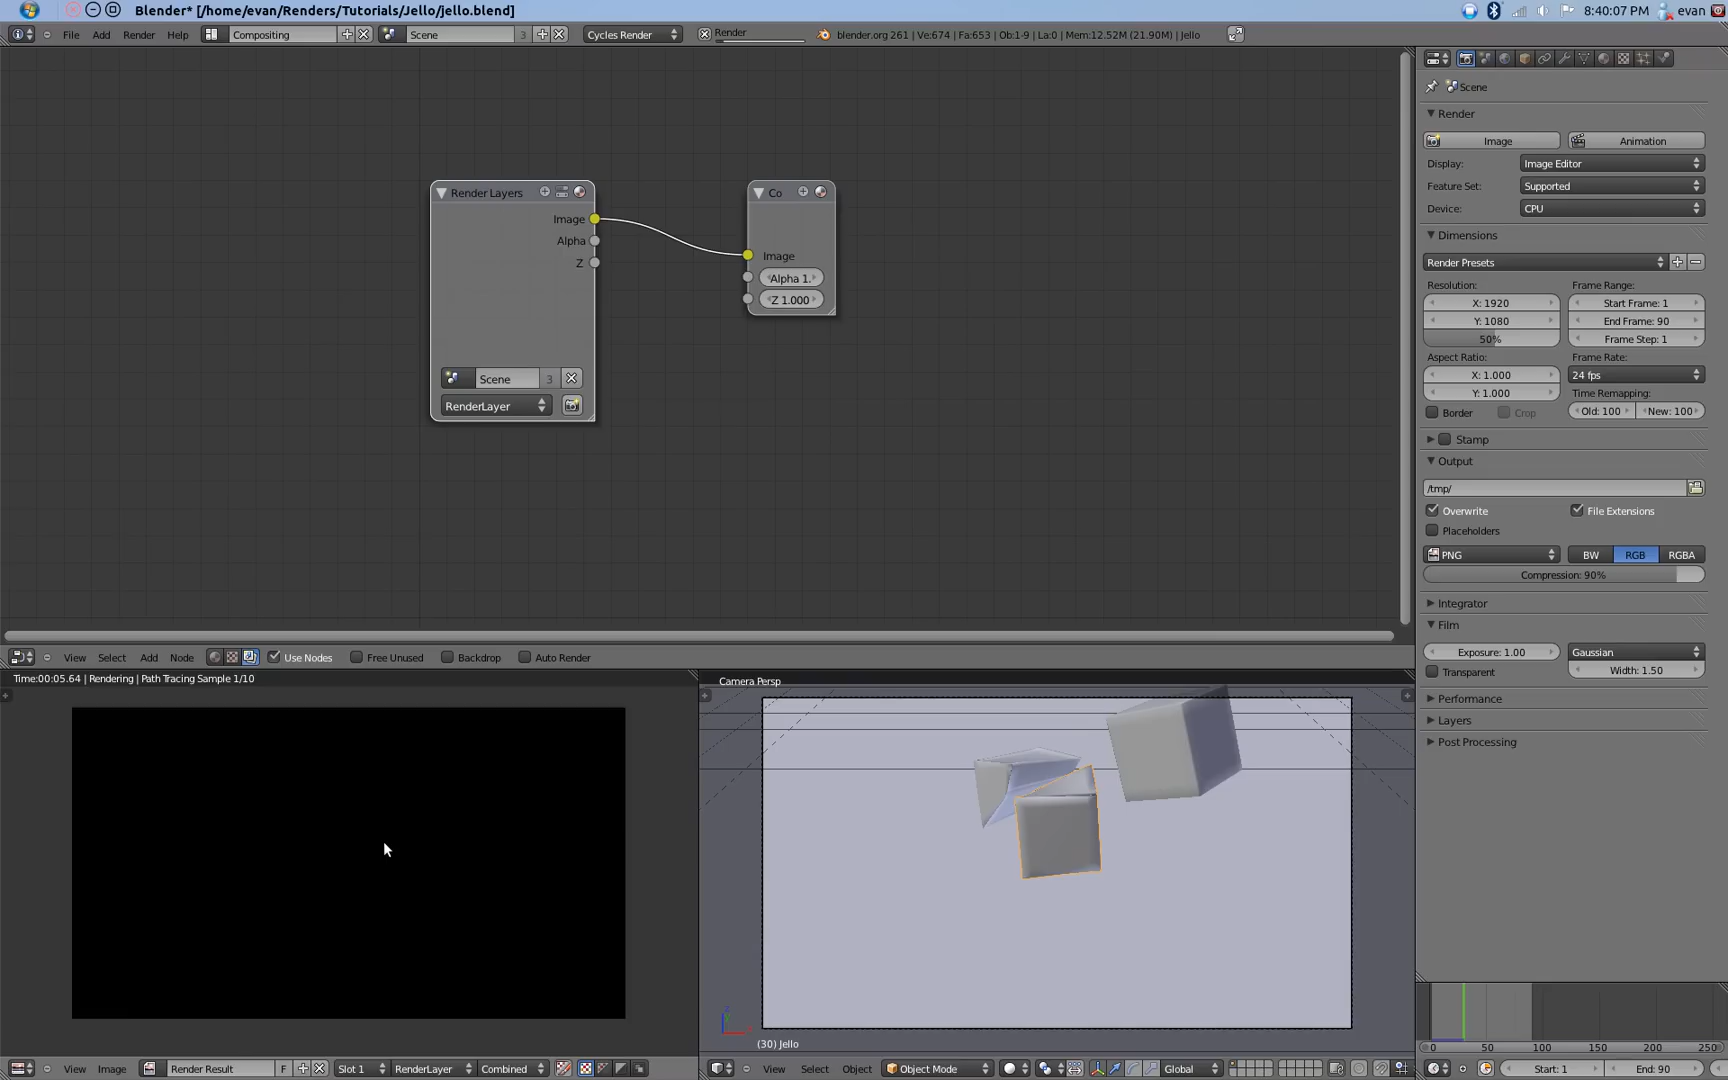 Blender* [/home/evan/Renders/Tutorials/Jello/jello.blend]
8:40:07 PM
evan
File
Add
Render
Help
Compositing
Scene
3
Cycles Render
Render
blender.org 261 | Ve:674 | Fa:653 | Ob:1-9 | La:0 | Mem:12.52M (21.90M) | Jello
Render Layers
Image
Alpha
Z
Scene
3
RenderLayer
Co
Image
Alpha 1.
Z 1.000
View
Select
Add
Node
Use Nodes
Free Unused
Backdrop
Auto Render
Time:00:05.64 | Rendering | Path Tracing Sample 1/10
View
Image
Render Result
F
Slot 1
RenderLayer
Combined
Camera Persp
(30) Jello
View
Select
Object
Object Mode
Global
Scene
Render
Image
Animation
Display:
Image Editor
Feature Set:
Supported
Device:
CPU
Dimensions
Render Presets
Resolution:
X: 1920
Y: 1080
50%
Frame Range:
Start Frame: 1
End Frame: 90
Frame Step: 1
Aspect Ratio:
X: 1.000
Y: 1.000
Border
Crop
Frame Rate:
24 fps
Time Remapping:
Old: 100
New: 100
Stamp
Output
/tmp/
Overwrite
File Extensions
Placeholders
PNG
BW
RGB
RGBA
Compression: 90%
Integrator
Film
Exposure: 1.00
Gaussian
Transparent
Width: 1.50
Performance
Layers
Post Processing
0 50 100 150 200 250
Start: 1
End: 90